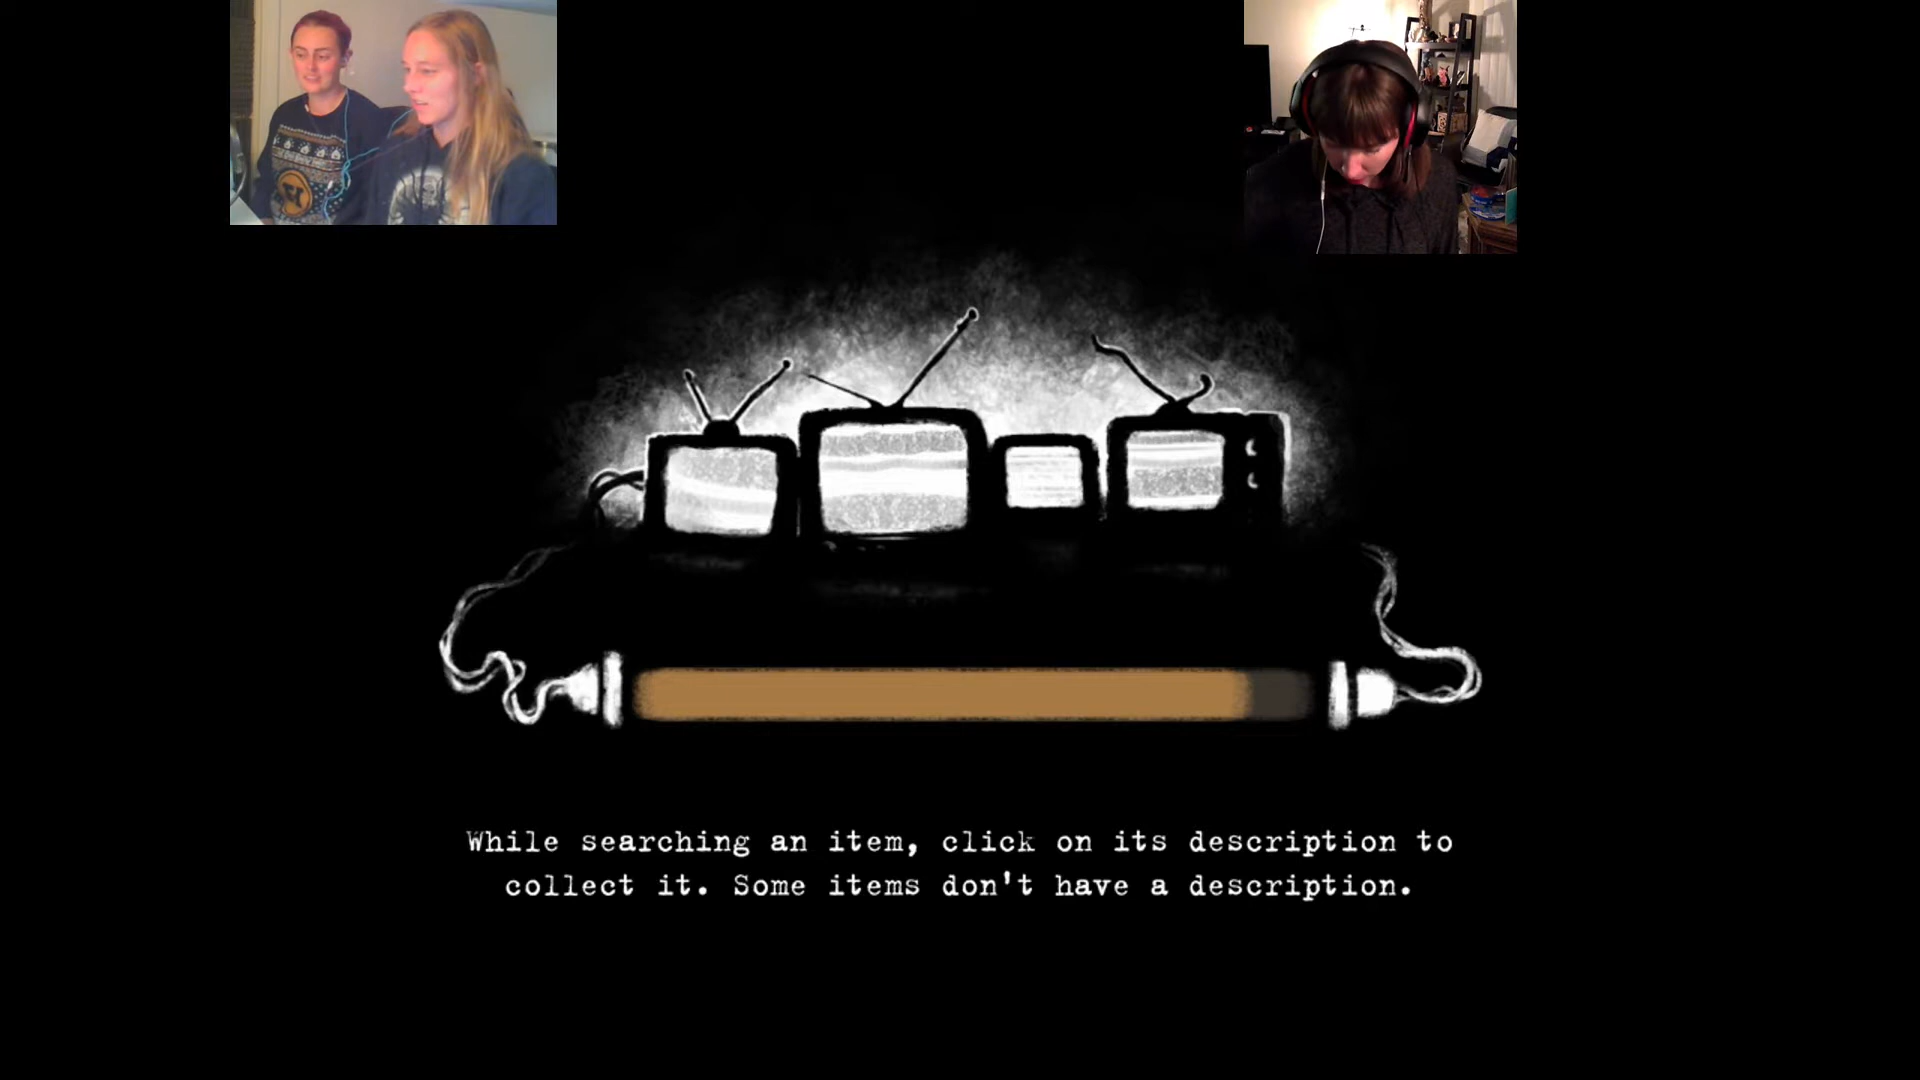 While searching an item, click on its description to
collect it. Some items don't have a description.